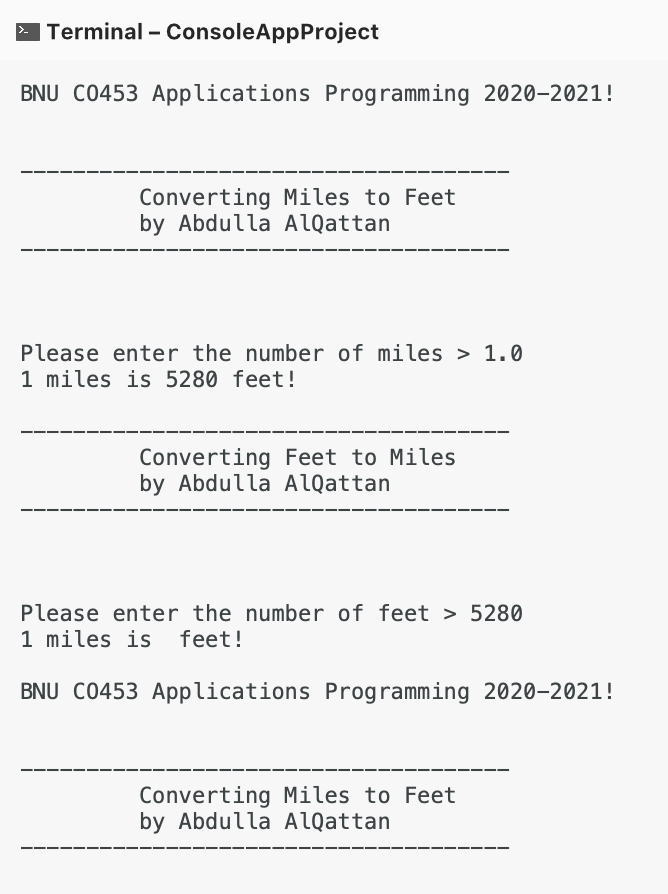 Terminal – ConsoleAppProject
BNU CO453 Applications Programming 2020-2021!
-------------------------------------
Converting Miles to Feet
by Abdulla AlQattan
-------------------------------------
Please enter the number of miles > 1.0
1 miles is 5280 feet!
-------------------------------------
Converting Feet to Miles
by Abdulla AlQattan
-------------------------------------
Please enter the number of feet > 5280
1 miles is  feet!
BNU CO453 Applications Programming 2020-2021!
-------------------------------------
Converting Miles to Feet
by Abdulla AlQattan
-------------------------------------